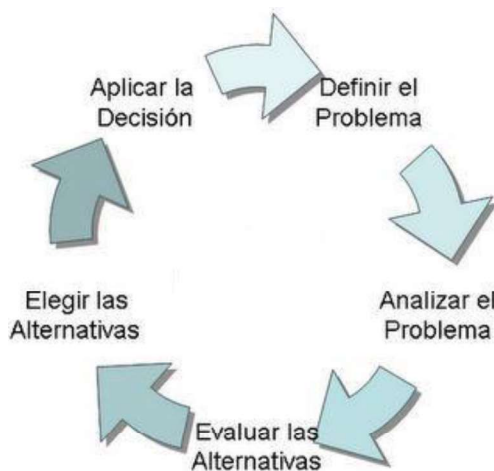 Aplicar la
Decisión
Definir el
Problema
Analizar el
Problema
Evaluar las
Alternativas
Elegir las
Alternativas